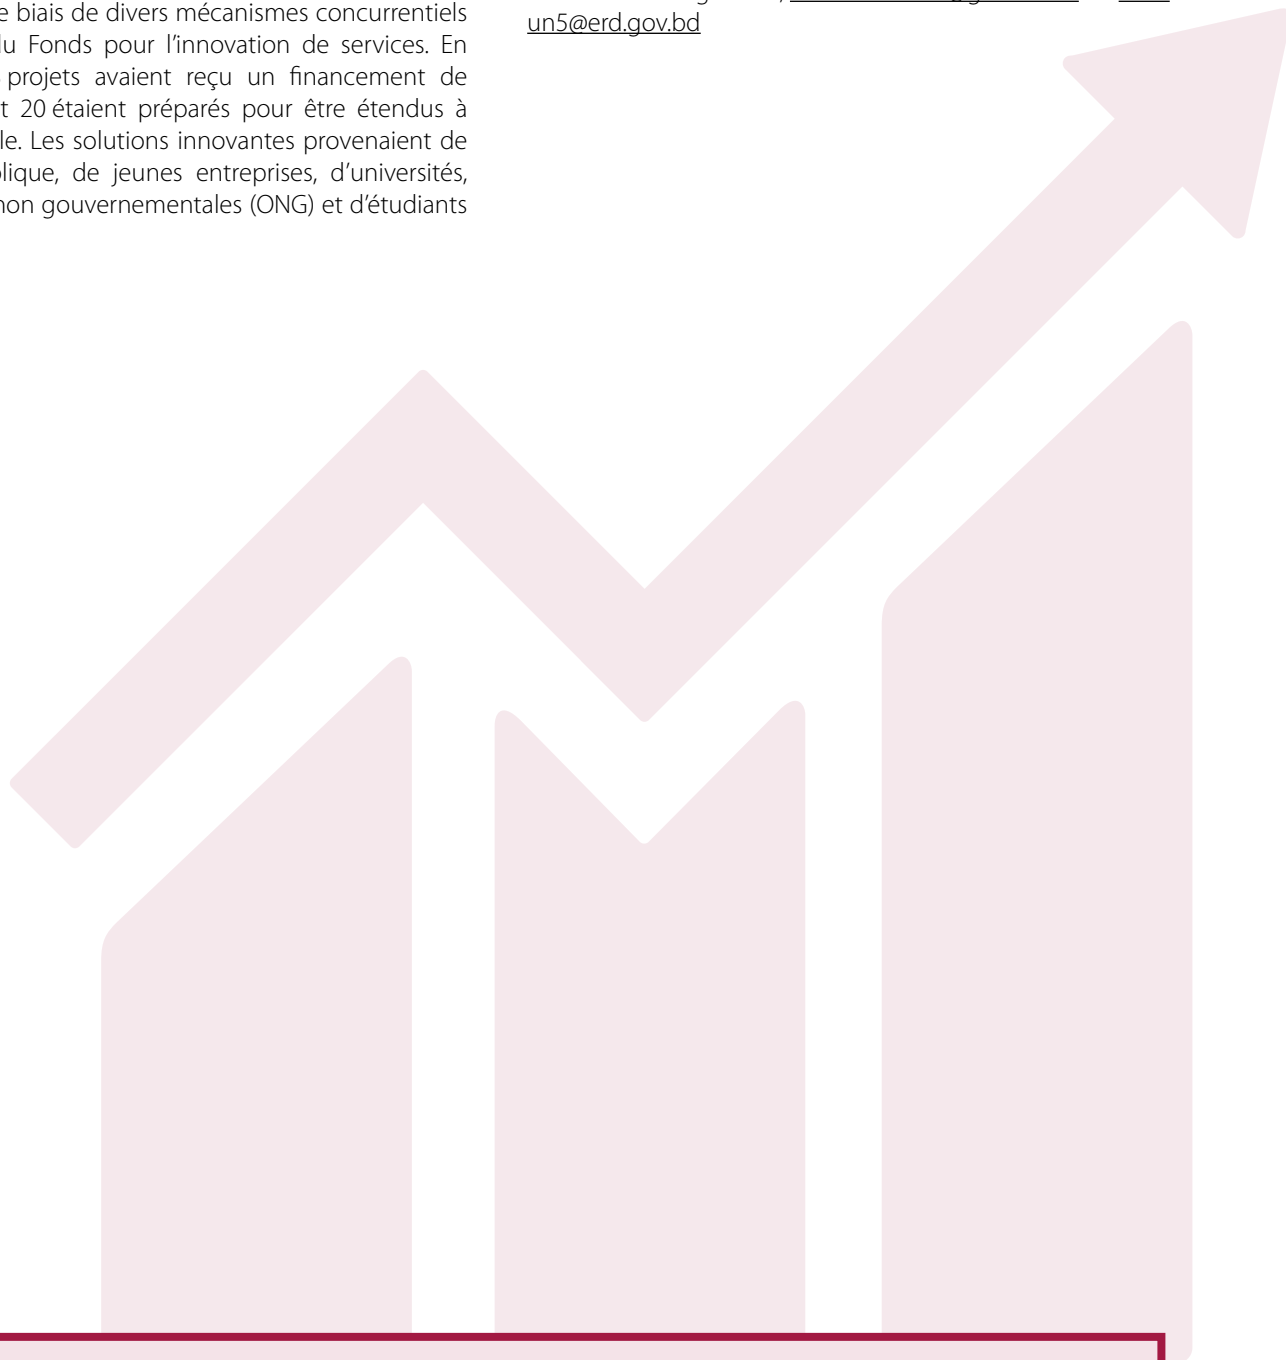 biais de divers mécanismes concurrentiels
du Fonds pour l'innovation de services. En
projets avaient reçu un financement de
t 20 étaient préparés pour être étendus à
le. Les solutions innovantes provenaient de
blique, de jeunes entreprises, d'universités,
non gouvernementales (ONG) et d'étudiants
un5@erd.gov.bd